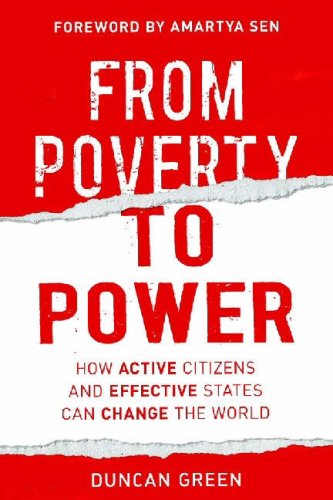 FOREWORD BY AMARTYA SEN
FROM
POVERTY
TO
POWER
HOW ACTIVE CITIZENS
AND EFFECTIVE STATES
CAN CHANGE THE WORLD
DUNCAN GREEN